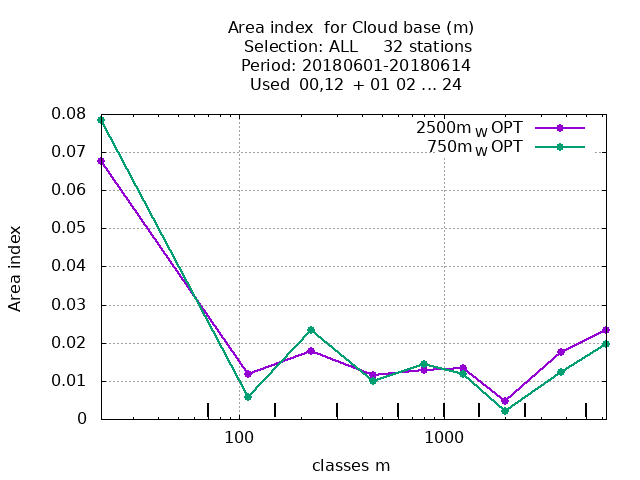 Area index  for Cloud base (m)
Selection: ALL     32 stations
Period: 20180601-20180614
Used  00,12  + 01 02 ... 24
2500m_W OPT
750m_W OPT
0.08
0.07
0.06
0.05
0.04
0.03
0.02
0.01
0
Area index
100 1000
classes m